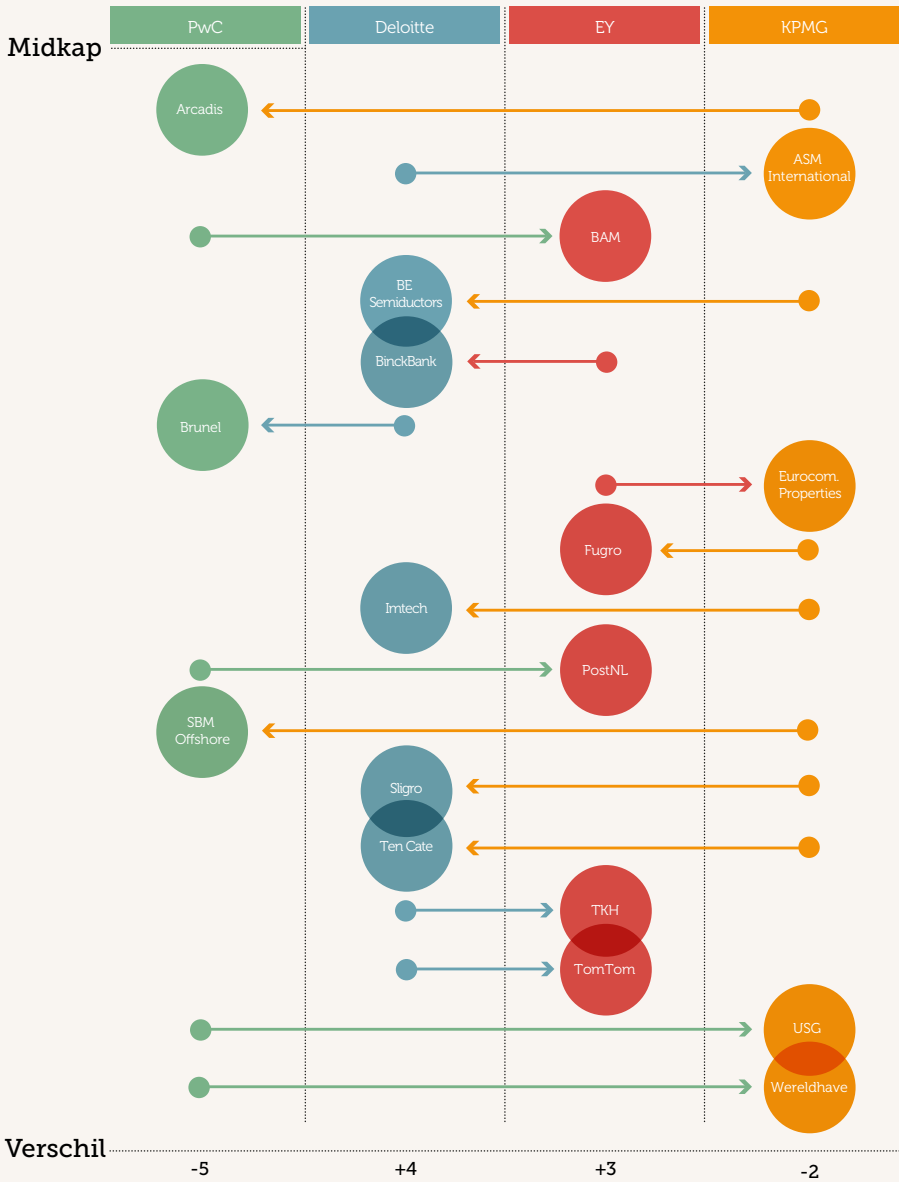 PwC
Deloitte
EY
KPMG
Midkap
Arcadis
ASM
International
BAM
BE
Semiductors
BinckBank
Brunel
Eurocom.
Properties
Fugro
Imtech
PostNL
SBM
Offshore
Sligro
Ten Cate
TKH
TomTom
USG
Wereldhave
Verschil
-5
+4
+3
-2